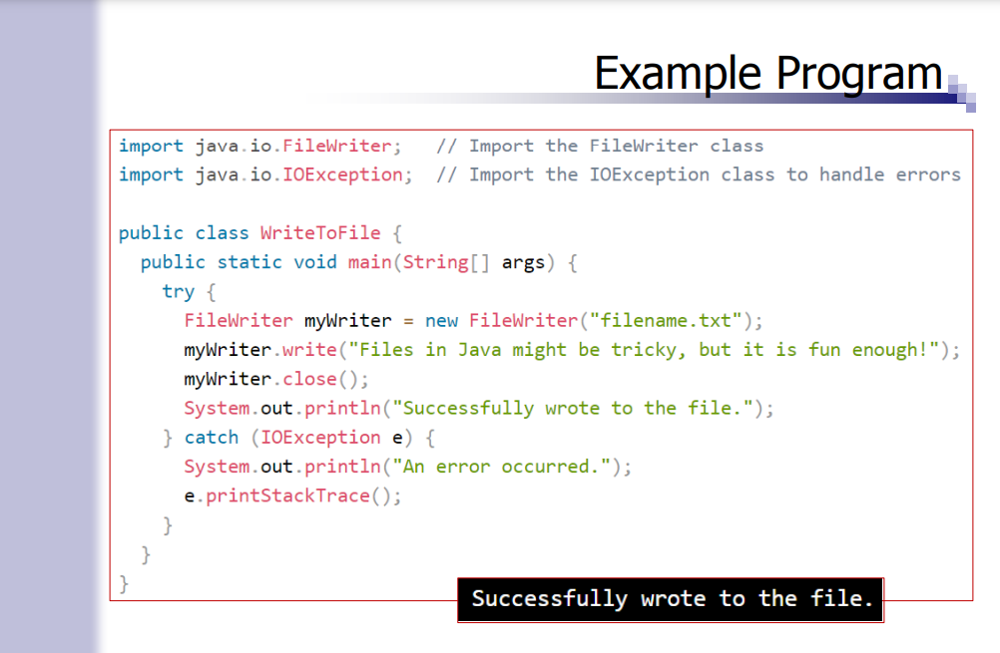 Example Program
import java.io.FileWriter;   // Import the FileWriter class
import java.io.IOException;  // Import the IOException class to handle errors
public class WriteToFile {
  public static void main(String[] args) {
    try {
      FileWriter myWriter = new FileWriter("filename.txt");
      myWriter.write("Files in Java might be tricky, but it is fun enough!");
      myWriter.close();
      System.out.println("Successfully wrote to the file.");
    } catch (IOException e) {
      System.out.println("An error occurred.");
      e.printStackTrace();
    }
  }
}
Successfully wrote to the file.